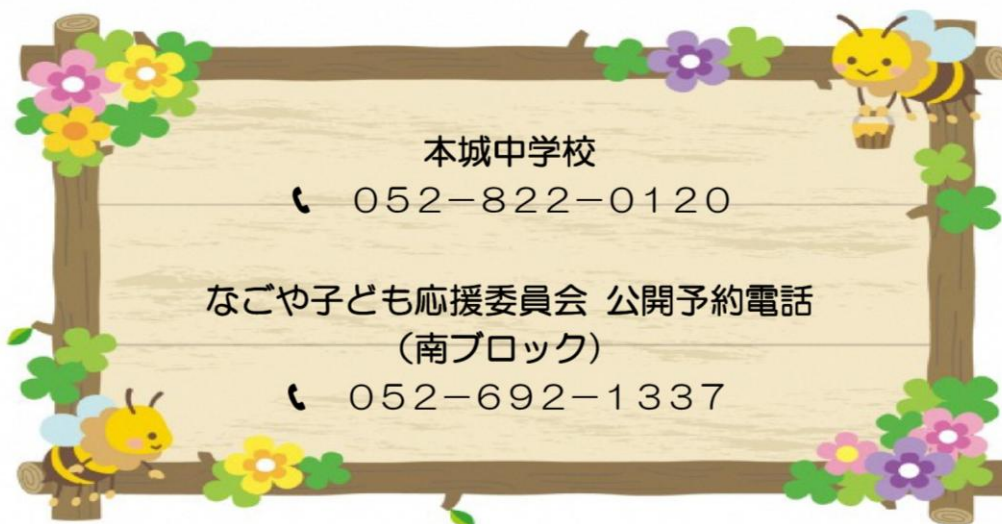 本城中学校
052-822-0120
なごや子ども応援委員会 公開予約電話
(南ブロック)
052-692-1337